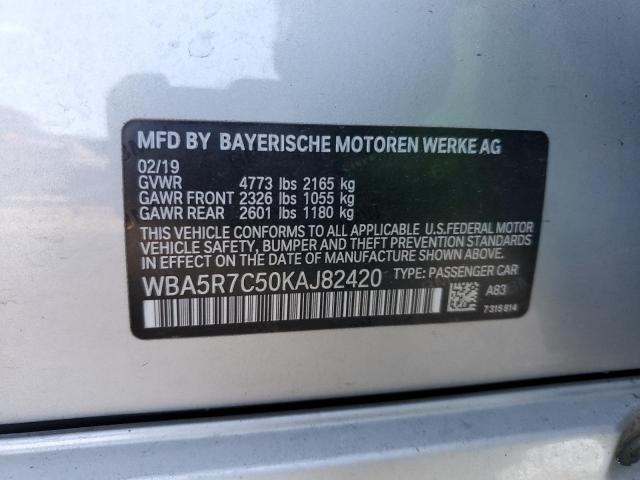 MFD BY BAYERISCHE MOTOREN WERKE AG
02/19
GVWR 4773 lbs 2165 kg
GAWR FRONT 2326 lbs 1055 kg
GAWR REAR 2601 lbs 1180 kg
THIS VEHICLE CONFORMS TO ALL APPLICABLE U.S.FEDERAL MOTOR
VEHICLE SAFETY, BUMPER AND THEFT PREVENTION STANDARDS
IN EFFECT ON THE DATE OF MANUFACTURE SHOWN ABOVE.
WBA5R7C50KAJ82420 TYPE: PASSENGER CAR
A83
7315814